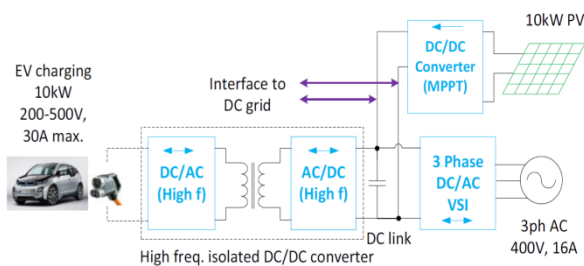 10kW PV
DC/DC
Converter
(MPPT)
EV charging
10kW
200-500V,
30A max.
Interface to
DC grid
DC/AC
(High f)
AC/DC
(High f)
3 Phase
DC/AC
VSI
DC link
3ph AC
400V, 16A
High freq. isolated DC/DC converter